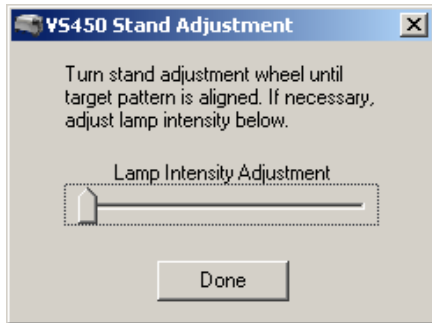 VS450 Stand Adjustment
Turn stand adjustment wheel until
target pattern is aligned. If necessary,
adjust lamp intensity below.
Lamp Intensity Adjustment
Done